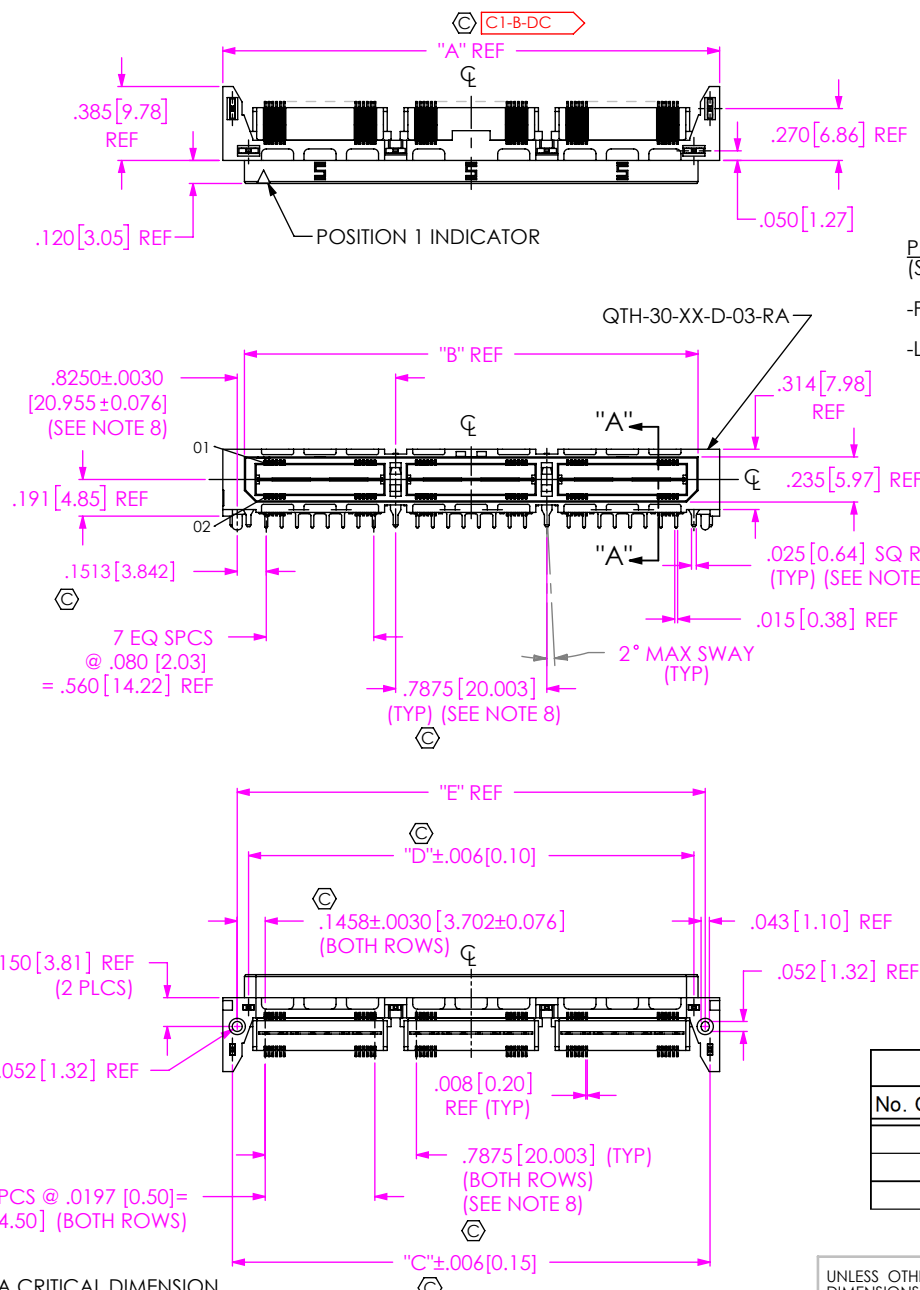 C C1-B-DC
"A" REF
CL
.385[9.78]
REF
.270[6.86] REF
.120[3.05] REF
POSITION 1 INDICATOR
.050[1.27]
P
(S
-F
-L
QTH-30-XX-D-03-RA
"B" REF
.8250±.0030
[20.955±0.076]
(SEE NOTE 8)
.314[7.98]
REF
"A"
CL
01
CL
.235[5.97] REF
.191[4.85] REF
02
"A"
.025[0.64] SQ R
(TYP) (SEE NOTE
.1513[3.842]
C
.015[0.38] REF
7 EQ SPCS
@ .080 [2.03]
= .560[14.22] REF
2° MAX SWAY
(TYP)
.7875[20.003]
(TYP) (SEE NOTE 8)
C
"E" REF
C
"D"±.006[0.10]
C
.1458±.0030 [3.702±0.076]
(BOTH ROWS)
.043[1.10] REF
CL
150[3.81] REF
(2 PLCS)
.052[1.32] REF
.052[1.32] REF
.008[0.20]
REF (TYP)
No. O
.7875[20.003] (TYP)
(BOTH ROWS)
(SEE NOTE 8)
C
PCS @ .0197 [0.50]=
4.50] (BOTH ROWS)
"C"±.006[0.15]
C
A CRITICAL DIMENSION
UNLESS OTHE
DIMENSIONS